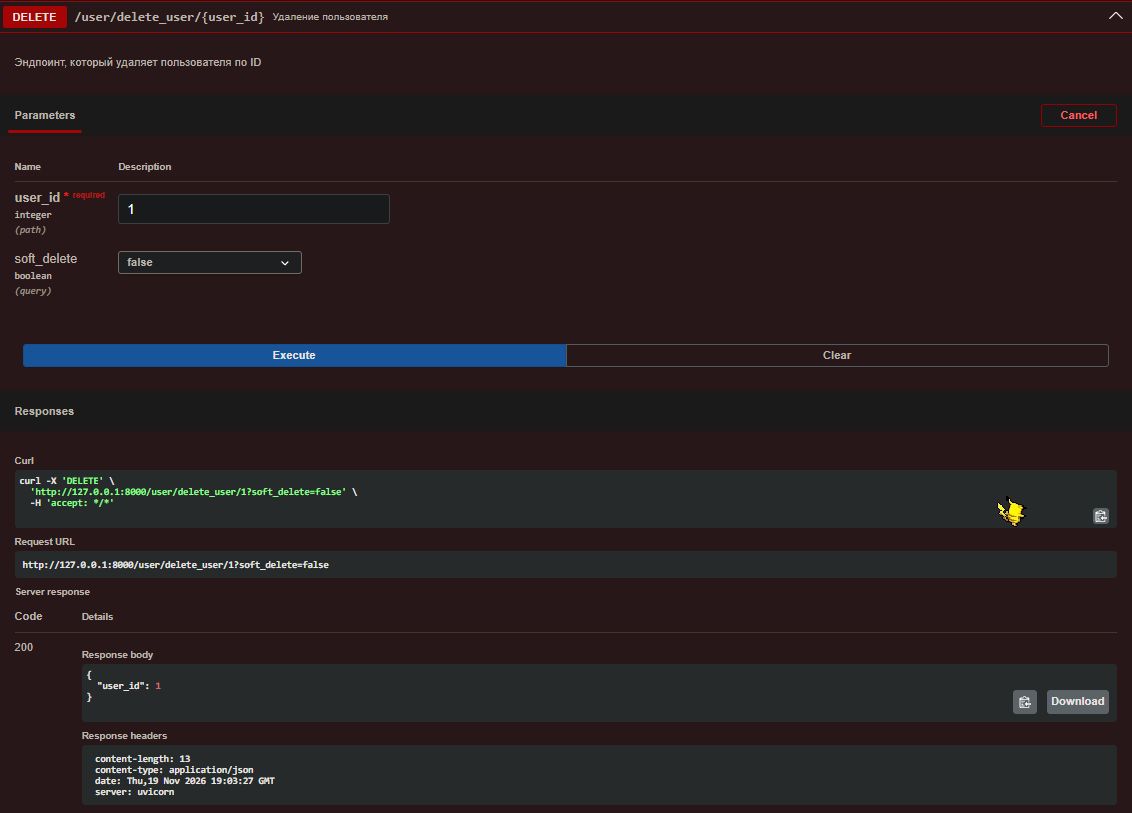 DELETE /user/delete_user/{user_id} Удаление пользователя
Эндпоинт, который удаляет пользователя по ID
Parameters Cancel
Name Description
user_id * required 1
integer
(path)
soft_delete false
boolean
(query)
Execute Clear
Responses
Curl
curl -X 'DELETE' \
'http://127.0.0.1:8000/user/delete_user/1?soft_delete=false' \
-H 'accept: */*'
Request URL
http://127.0.0.1:8000/user/delete_user/1?soft_delete=false
Server response
Code Details
200
Response body
{
"user_id": 1
}
Download
Response headers
content-length: 13
content-type: application/json
date: Thu,19 Nov 2026 19:03:27 GMT
server: uvicorn